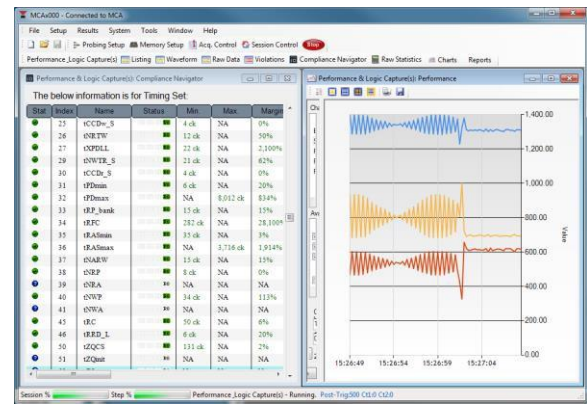 MCAx000 - Connected to MCA
File Setup Results System Tools Window Help
Probing Setup Memory Setup Acq. Control Session Control Stop
Performance_Logic Capture(s) Listing Waveform Raw Data Violations Compliance Navigator Raw Statistics Charts Reports
Performance & Logic Capture(s) Compliance Navigator
The below information is for Timing Set:
Stat Index Name Status Min Max Margin
25 tCCDw_S 4 ck NA 0%
26 tNRTW 12 ck NA 50%
27 tXPDLL 22 ck NA 2,100%
29 tNWTR_S 21 ck NA 62%
30 tCCDr_S 4 ck NA 0%
31 tPDmin 6 ck NA 20%
32 tPDmax NA 8,012 ck 834%
33 tRP_bank 15 ck NA 15%
34 tRFC 282 ck NA 28,100%
35 tRASmin 35 ck NA 3%
36 tRASmax NA 3,736 ck 1,914%
37 tNARW 15 ck NA 15%
38 tNRP 8 ck NA 0%
39 tNRA NA NA NA
40 tNWP 34 ck NA 113%
41 tNWA NA NA NA
45 tRC 50 ck NA 6%
46 tRRD_L 6 ck NA 20%
50 tZQCS 131 ck NA 2%
51 tZQinit NA NA NA
Performance & Logic Capture(s): Performance
1,400.00
1,200.00
1,000.00
800.00
600.00
400.00
200.00
0.00
Value
15:26:49 15:26:54 15:26:59 15:27:04
Session % Step % Performance_Logic Capture(s) - Running. Post-Trig:500 Ct1:0 Ct2:0